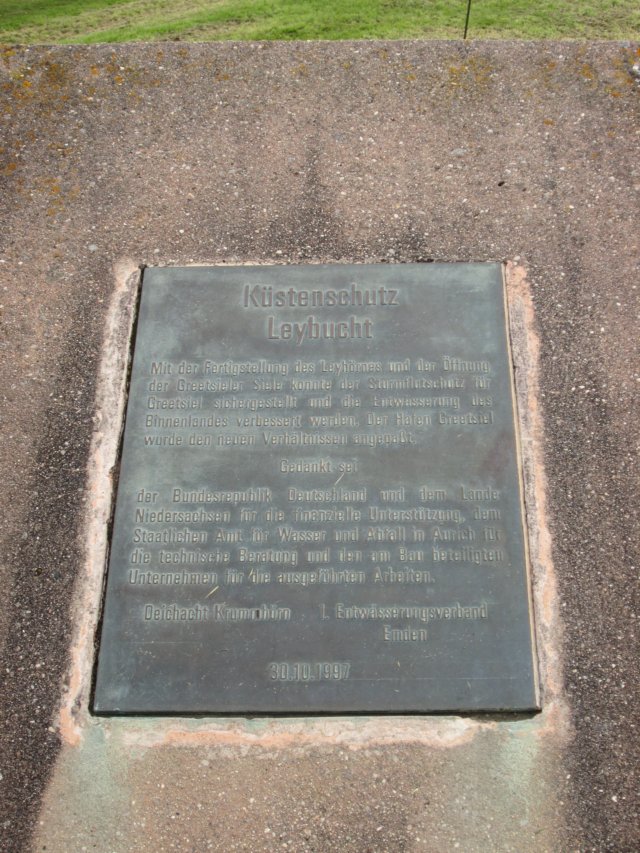 Küstenschutz
Leybucht
Mit der Fertigstellung des Leyhörnes und der Öffnung
der Greetsieler Siele konnte der Sturmflutschutz für
Greetsiel sichergestellt und die Entwässerung des
Binnenlandes verbessert werden. Der Hafen Greetsiel
wurde den neuen Verhältnissen angepaßt.
Gedankt sei
der Bundesrepublik Deutschland und dem Lande
Niedersachsen für die finanzielle Unterstützung, dem
Staatlichen Amt für Wasser und Abfall in Aurich für
die technische Beratung und den am Bau beteiligten
Unternehmen für die ausgeführten Arbeiten.
Deichacht Krummhörn 1. Entwässerungsverband
Emden
30.10.1997